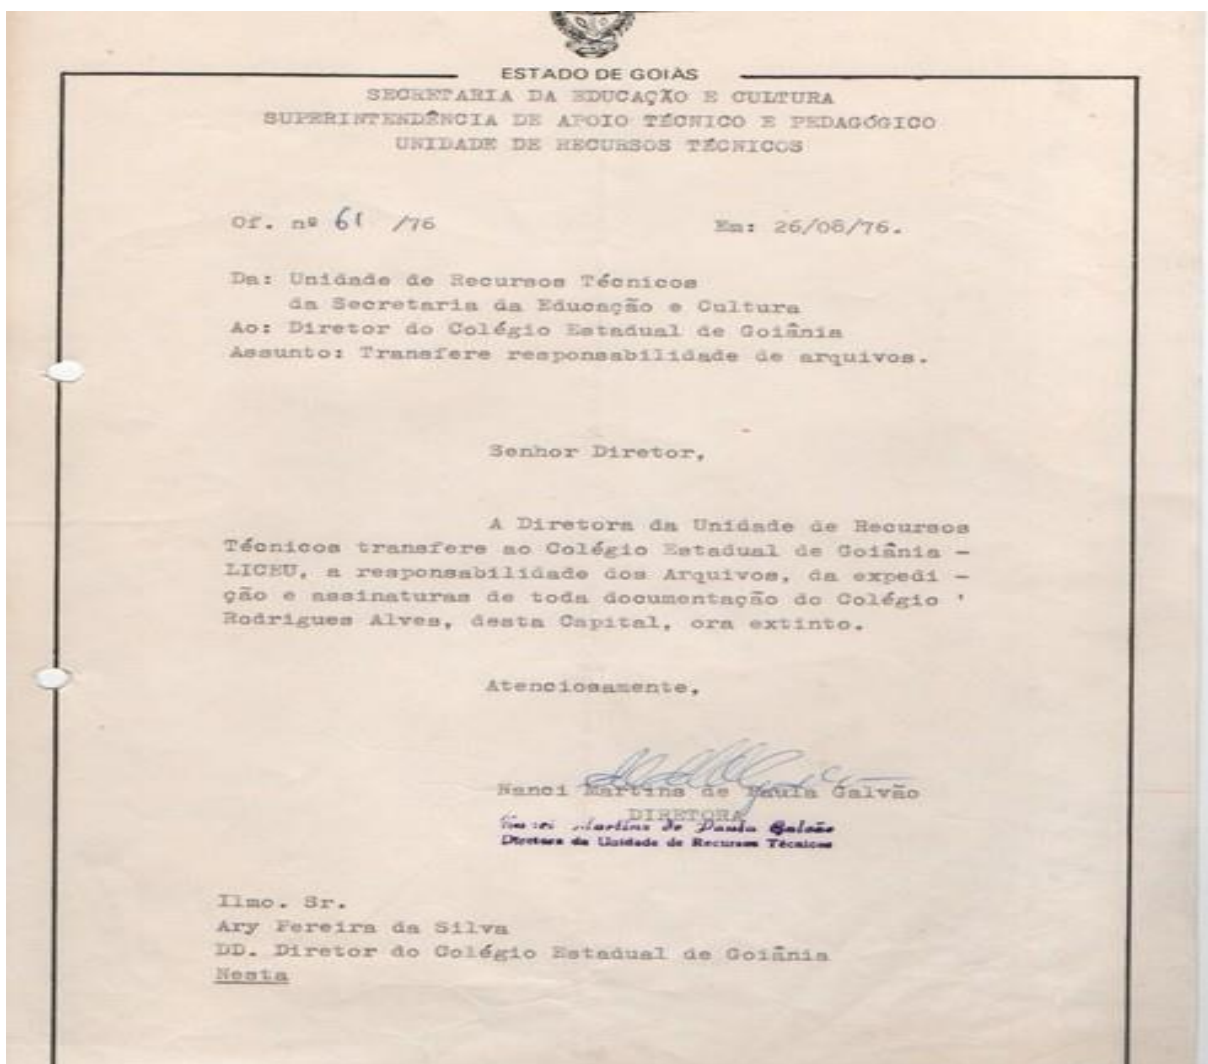 ESTADO DE GOIÁS
SECRETARIA DA EDUCAÇÃO E CULTURA
SUPERINTENDÊNCIA DE APOIO TÉCNICO E PEDAGÓGICO
UNIDADE DE RECURSOS TÉCNICOS
Of. nº 61 /76 Em: 26/08/76.
Da: Unidade de Recursos Técnicos
da Secretaria da Educação e Cultura
Ao: Diretor do Colégio Estadual de Goiânia
Assunto: Transfere responsabilidade de arquivos.
Senhor Diretor,
A Diretora da Unidade de Recursos
Técnicos transfere ao Colégio Estadual de Goiânia –
LICEU, a responsabilidade dos Arquivos, da expedi –
ção e assinaturas de toda documentação do Colégio '
Rodrigues Alves, desta Capital, ora extinto.
Atenciosamente,
Nanci Martins de Paula Galvão
DIRETORA
Nanci Martins de Paula Galvão
Diretora da Unidade de Recursos Técnicos
Ilmo. Sr.
Ary Pereira da Silva
DD. Diretor do Colégio Estadual de Goiânia
Nesta